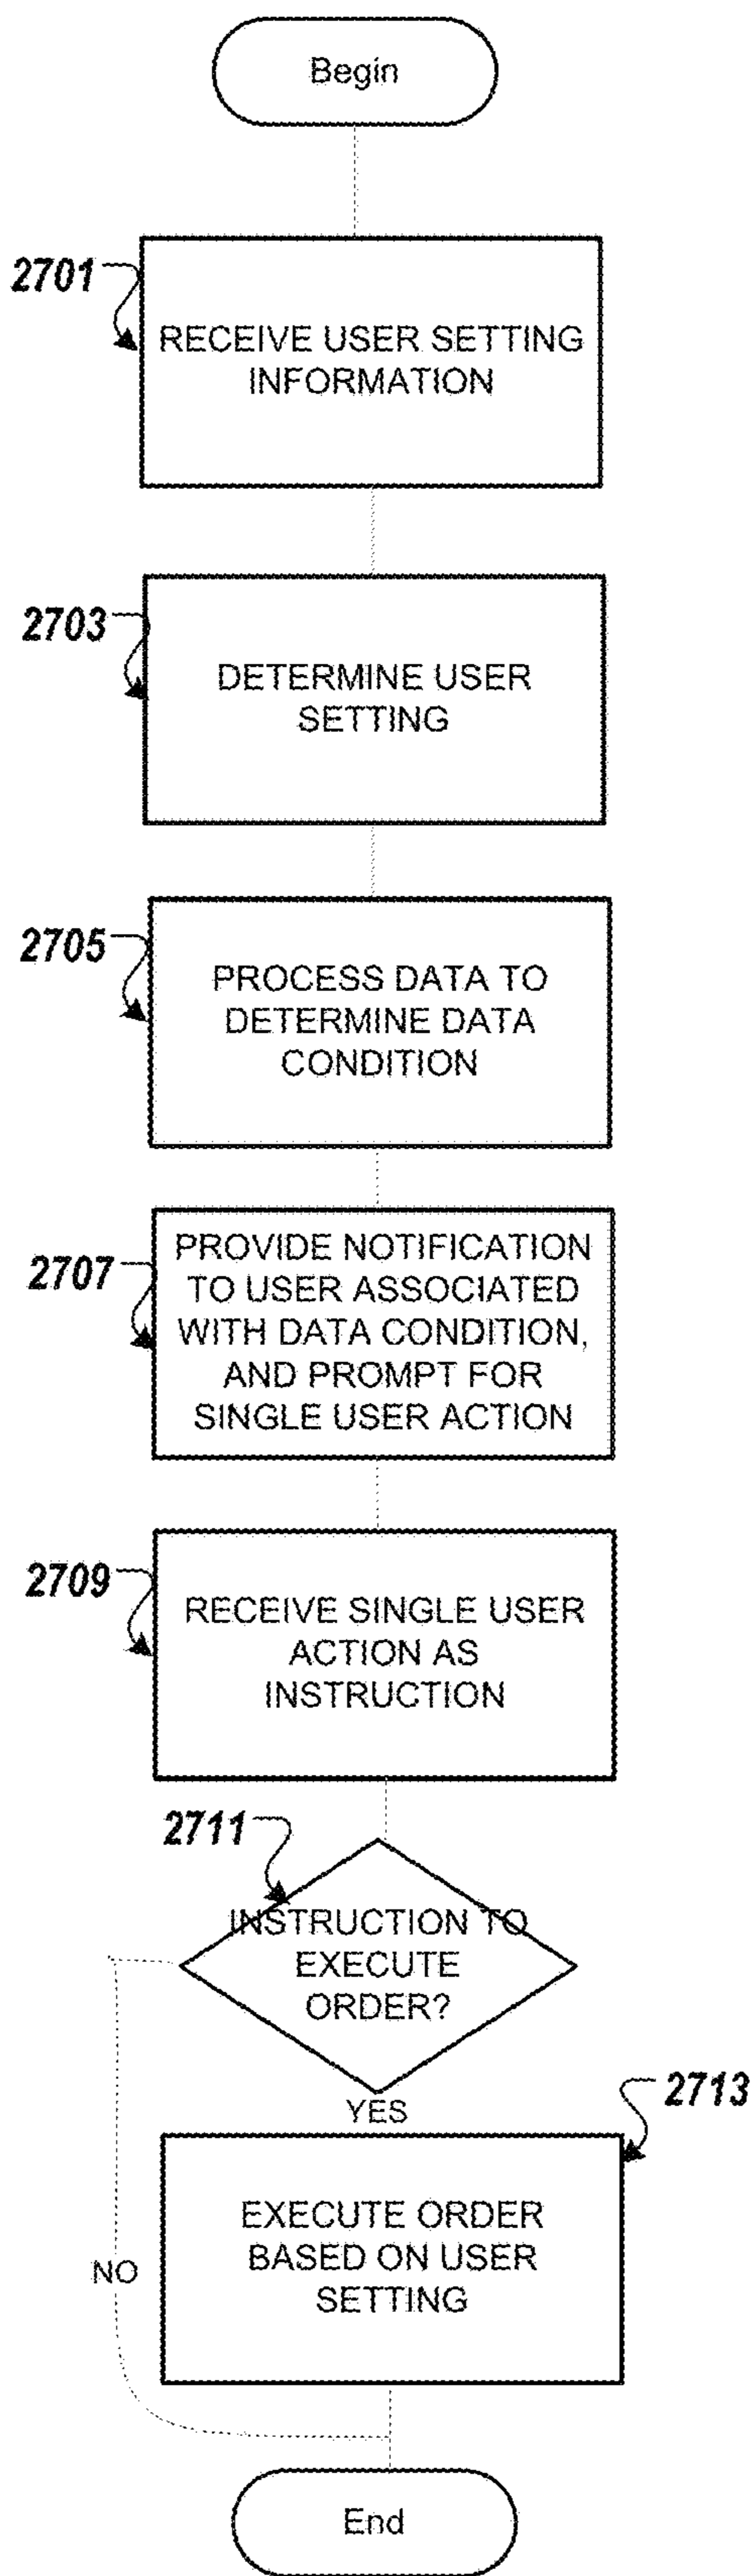 Begin
2701
RECEIVE USER SETTING
INFORMATION
2703
DETERMINE USER
SETTING
2705
PROCESS DATA TO
DETERMINE DATA
CONDITION
2707
PROVIDE NOTIFICATION
TO USER ASSOCIATED
WITH DATA CONDITION,
AND PROMPT FOR
SINGLE USER ACTION
2709
RECEIVE SINGLE USER
ACTION AS
INSTRUCTION
2711
INSTRUCTION TO
EXECUTE
ORDER?
YES
2713
EXECUTE ORDER
BASED ON USER
SETTING
NO
End